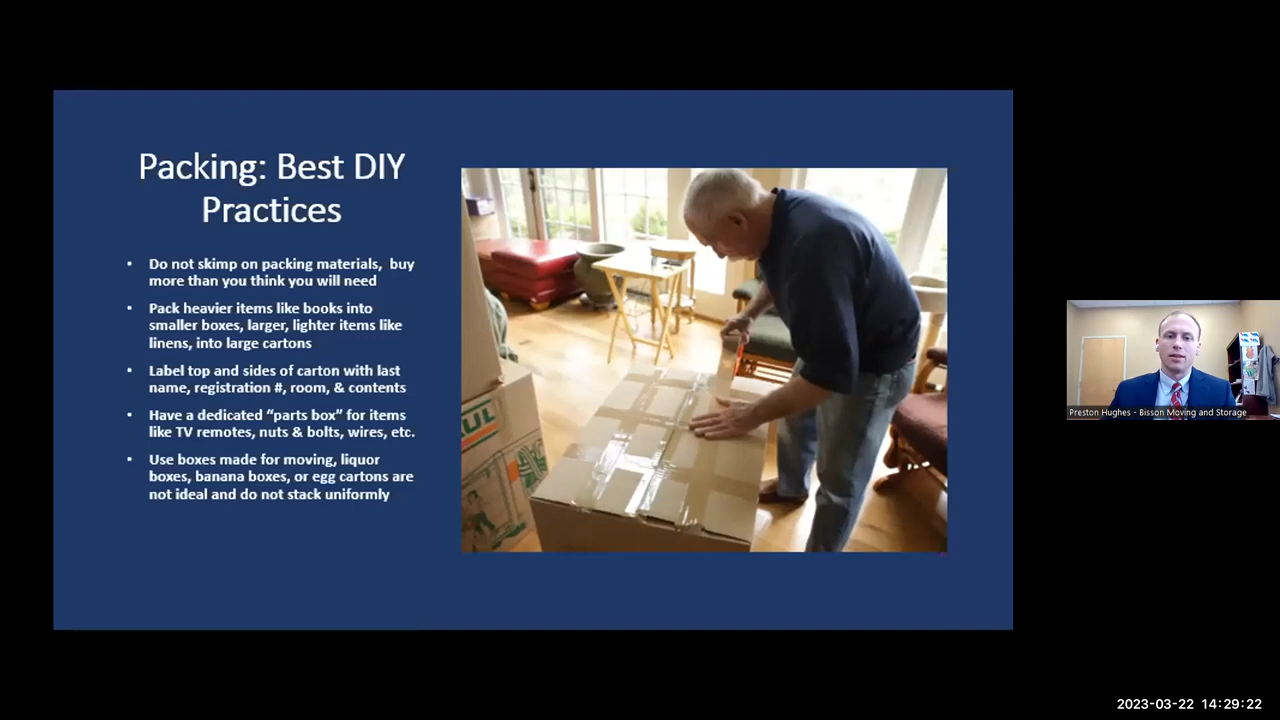 Packing: Best DIY
Practices
• Do not skimp on packing materials, buy
more than you think you will need
• Pack heavier items like books into
smaller boxes, larger, lighter items like
linens, into large cartons
• Label top and sides of carton with last
name, registration #, room, & contents
• Have a dedicated “parts box” for items
like TV remotes, nuts & bolts, wires, etc.
• Use boxes made for moving, liquor
boxes, banana boxes, or egg cartons are
not ideal and do not stack uniformly
UL
Preston Hughes - Bisson Moving and Storage
2023-03-22 14:29:22